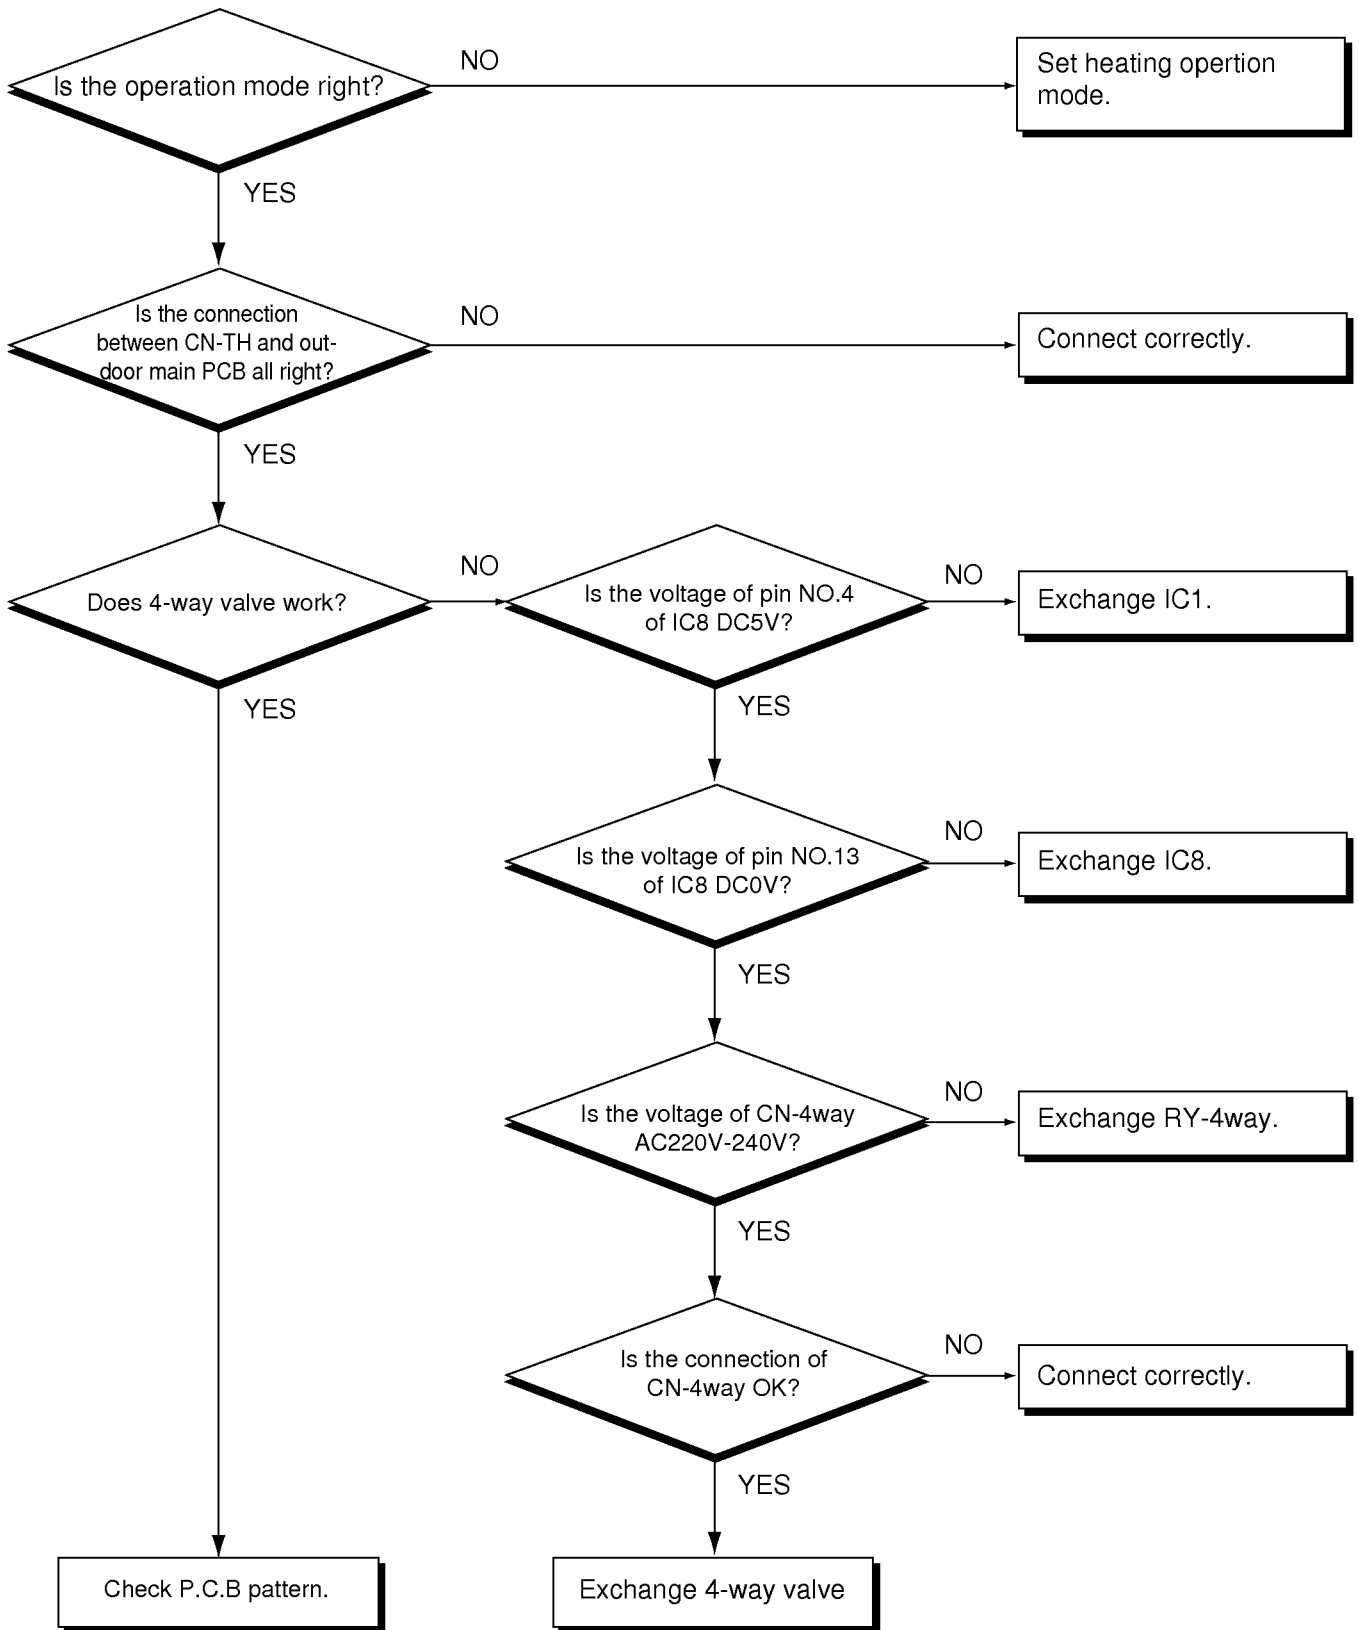 Is the operation mode right?
NO
Set heating opertion
mode.
YES
Is the connection
between CN-TH and out-
door main PCB all right?
NO
Connect correctly.
YES
Does 4-way valve work?
NO
Is the voltage of pin NO.4
of IC8 DC5V?
NO
Exchange IC1.
YES
YES
Is the voltage of pin NO.13
of IC8 DC0V?
NO
Exchange IC8.
YES
Is the voltage of CN-4way
AC220V-240V?
NO
Exchange RY-4way.
YES
Is the connection of
CN-4way OK?
NO
Connect correctly.
YES
Check P.C.B pattern.
Exchange 4-way valve